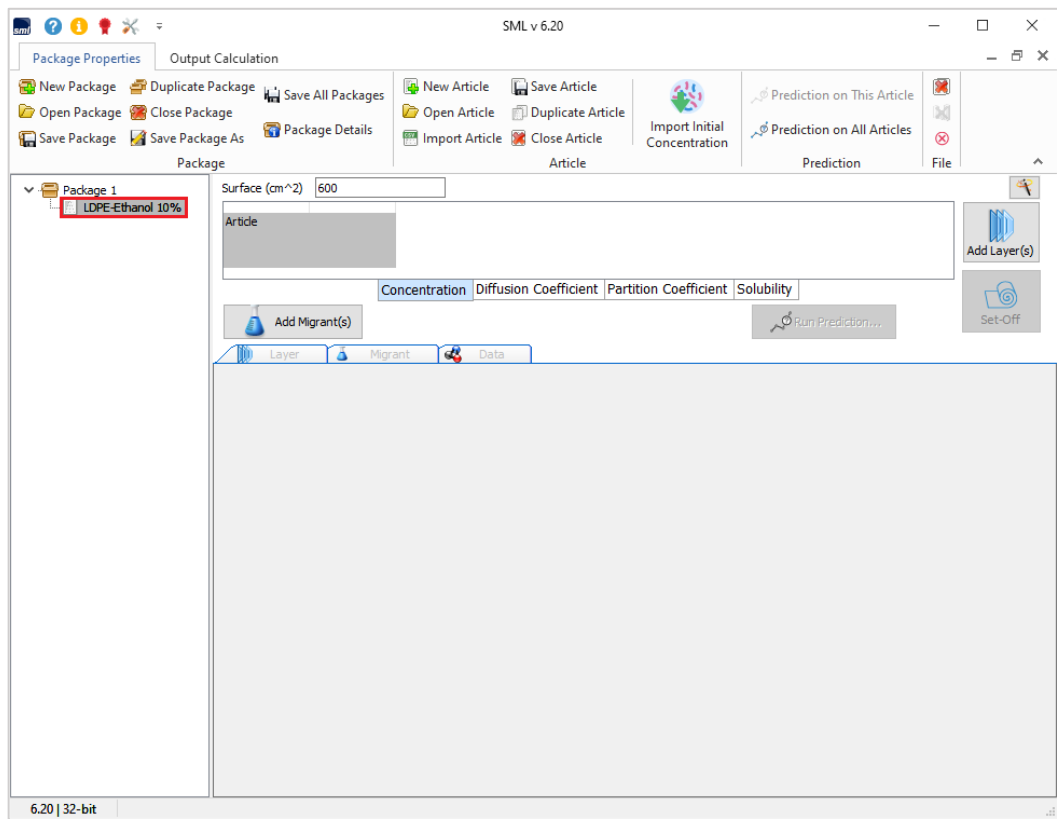 sml
SML v 6.20
Package Properties Output Calculation
New Package Duplicate Package Save All Packages New Article Save Article Prediction on This Article
Open Package Close Package Open Article Duplicate Article Import Initial Concentration
Save Package Save Package As Package Details Import Article Close Article Prediction on All Articles
Package Article Prediction File
Package 1
LDPE-Ethanol 10%
Surface (cm^2) 600
Article
Add Layer(s)
Concentration Diffusion Coefficient Partition Coefficient Solubility
Add Migrant(s) Run Prediction... Set-Off
Layer Migrant Data
6.20 | 32-bit